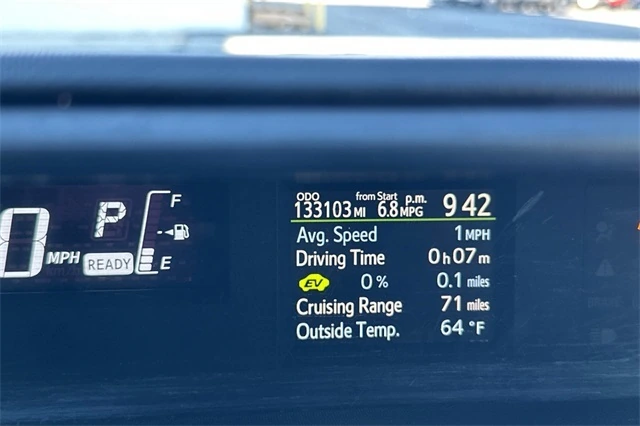 0 MPH
P
READY
F
E
ODO from Start p.m.
133103 MI 6.8 MPG 9 42
Avg. Speed 1 MPH
Driving Time 0h07m
EV 0 % 0.1 miles
Cruising Range 71 miles
Outside Temp. 64 °F